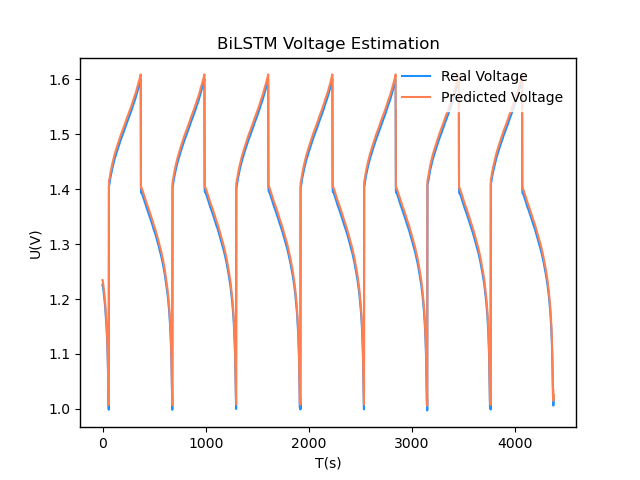 BiLSTM Voltage Estimation
Real Voltage
Predicted Voltage
1.6
1.5
1.4
1.3
1.2
1.1
1.0
U(V)
0 1000 2000 3000 4000
T(s)